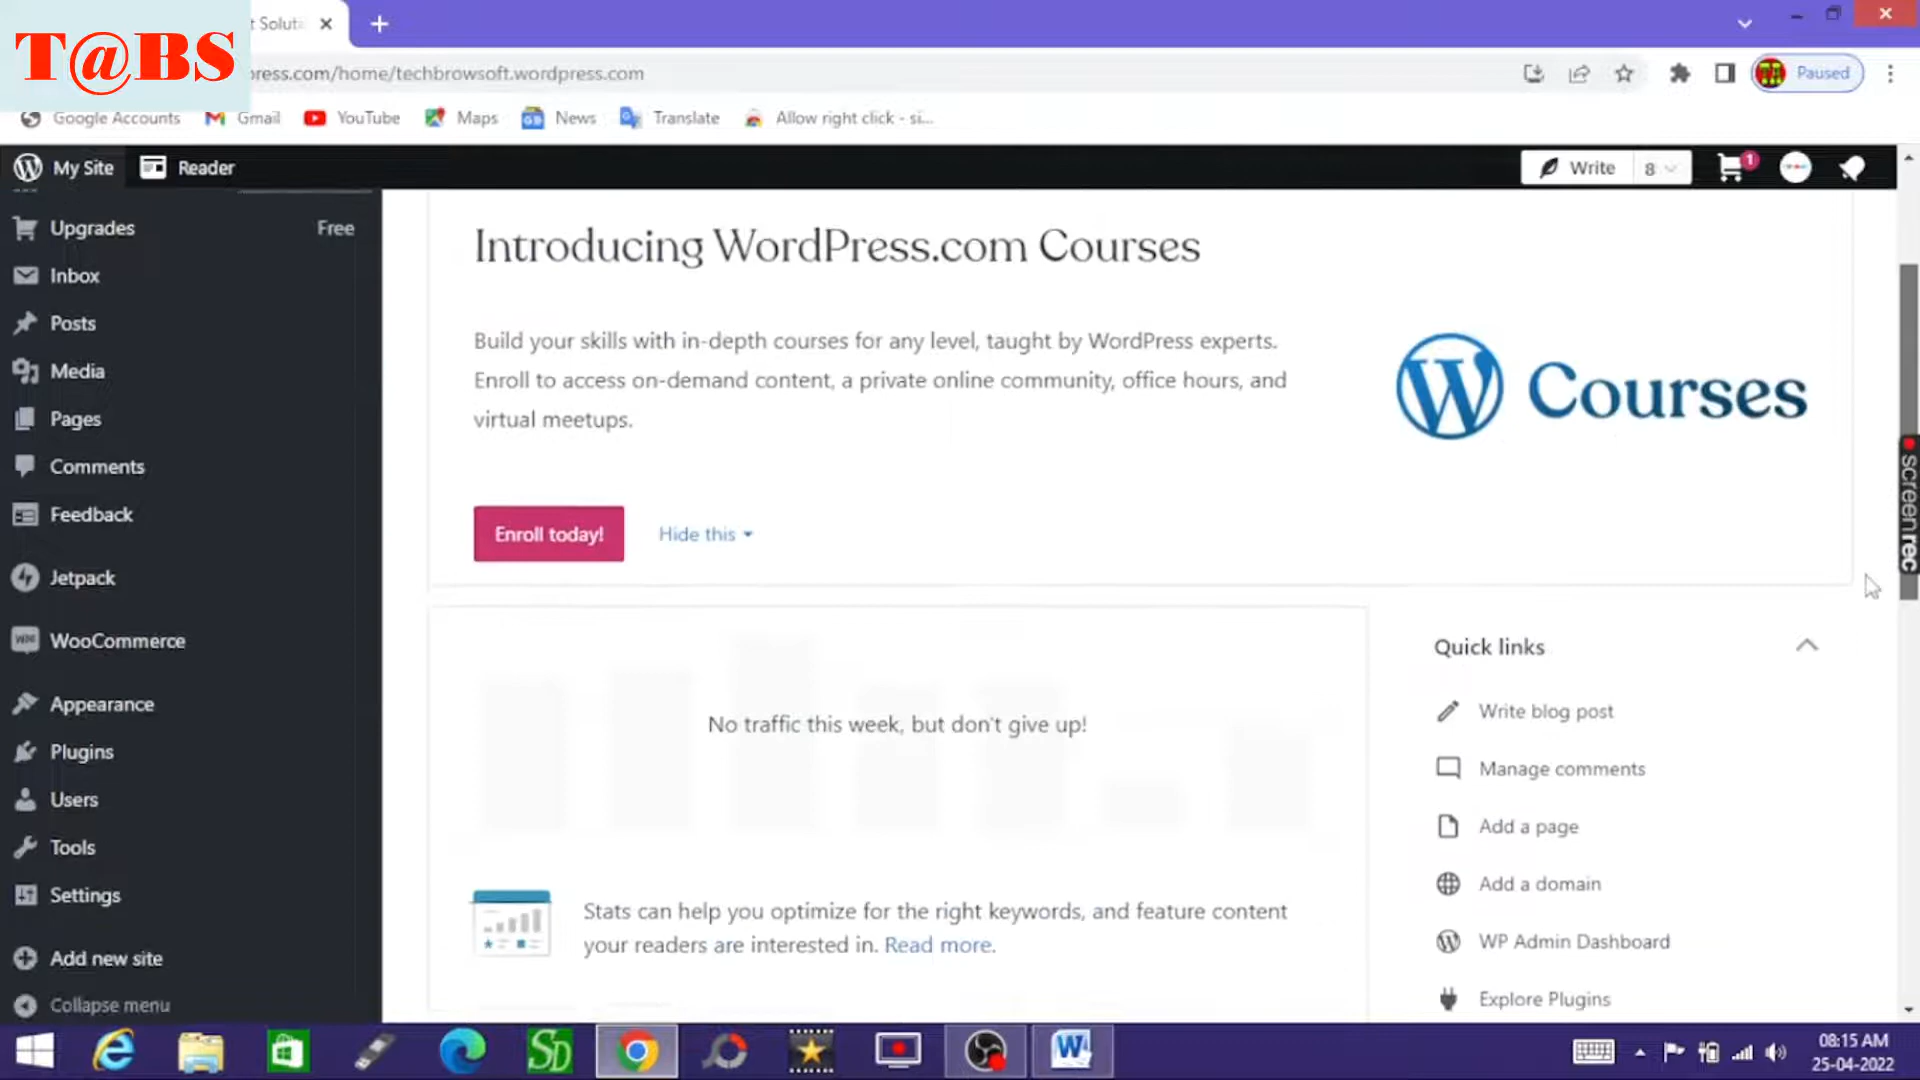 t Soluti
T@BS
press.com/home/techbrowsoft.wordpress.com
Paused
Google Accounts
Gmail
YouTube
Maps
News
Translate
Allow right click - si...
My Site
Reader
Write
8
1
Upgrades
Free
Inbox
Posts
Media
Pages
Comments
Feedback
Jetpack
WooCommerce
Appearance
Plugins
Users
Tools
Settings
Add new site
Collapse menu
Introducing WordPress.com Courses
Build your skills with in-depth courses for any level, taught by WordPress experts.
Enroll to access on-demand content, a private online community, office hours, and
virtual meetups.
Enroll today!
Hide this
Courses
No traffic this week, but don't give up!
Stats can help you optimize for the right keywords, and feature content
your readers are interested in. Read more.
Quick links
Write blog post
Manage comments
Add a page
Add a domain
WP Admin Dashboard
Explore Plugins
screenrec
08:15 AM
25-04-2022